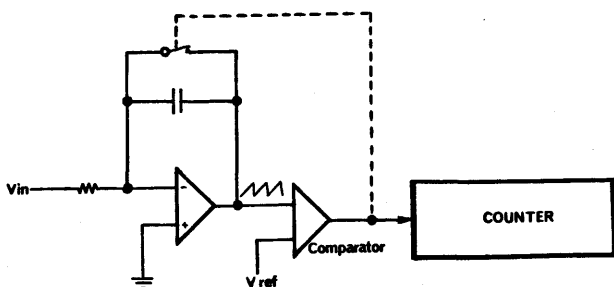 Vin
-
+
Comparator
V ref
COUNTER